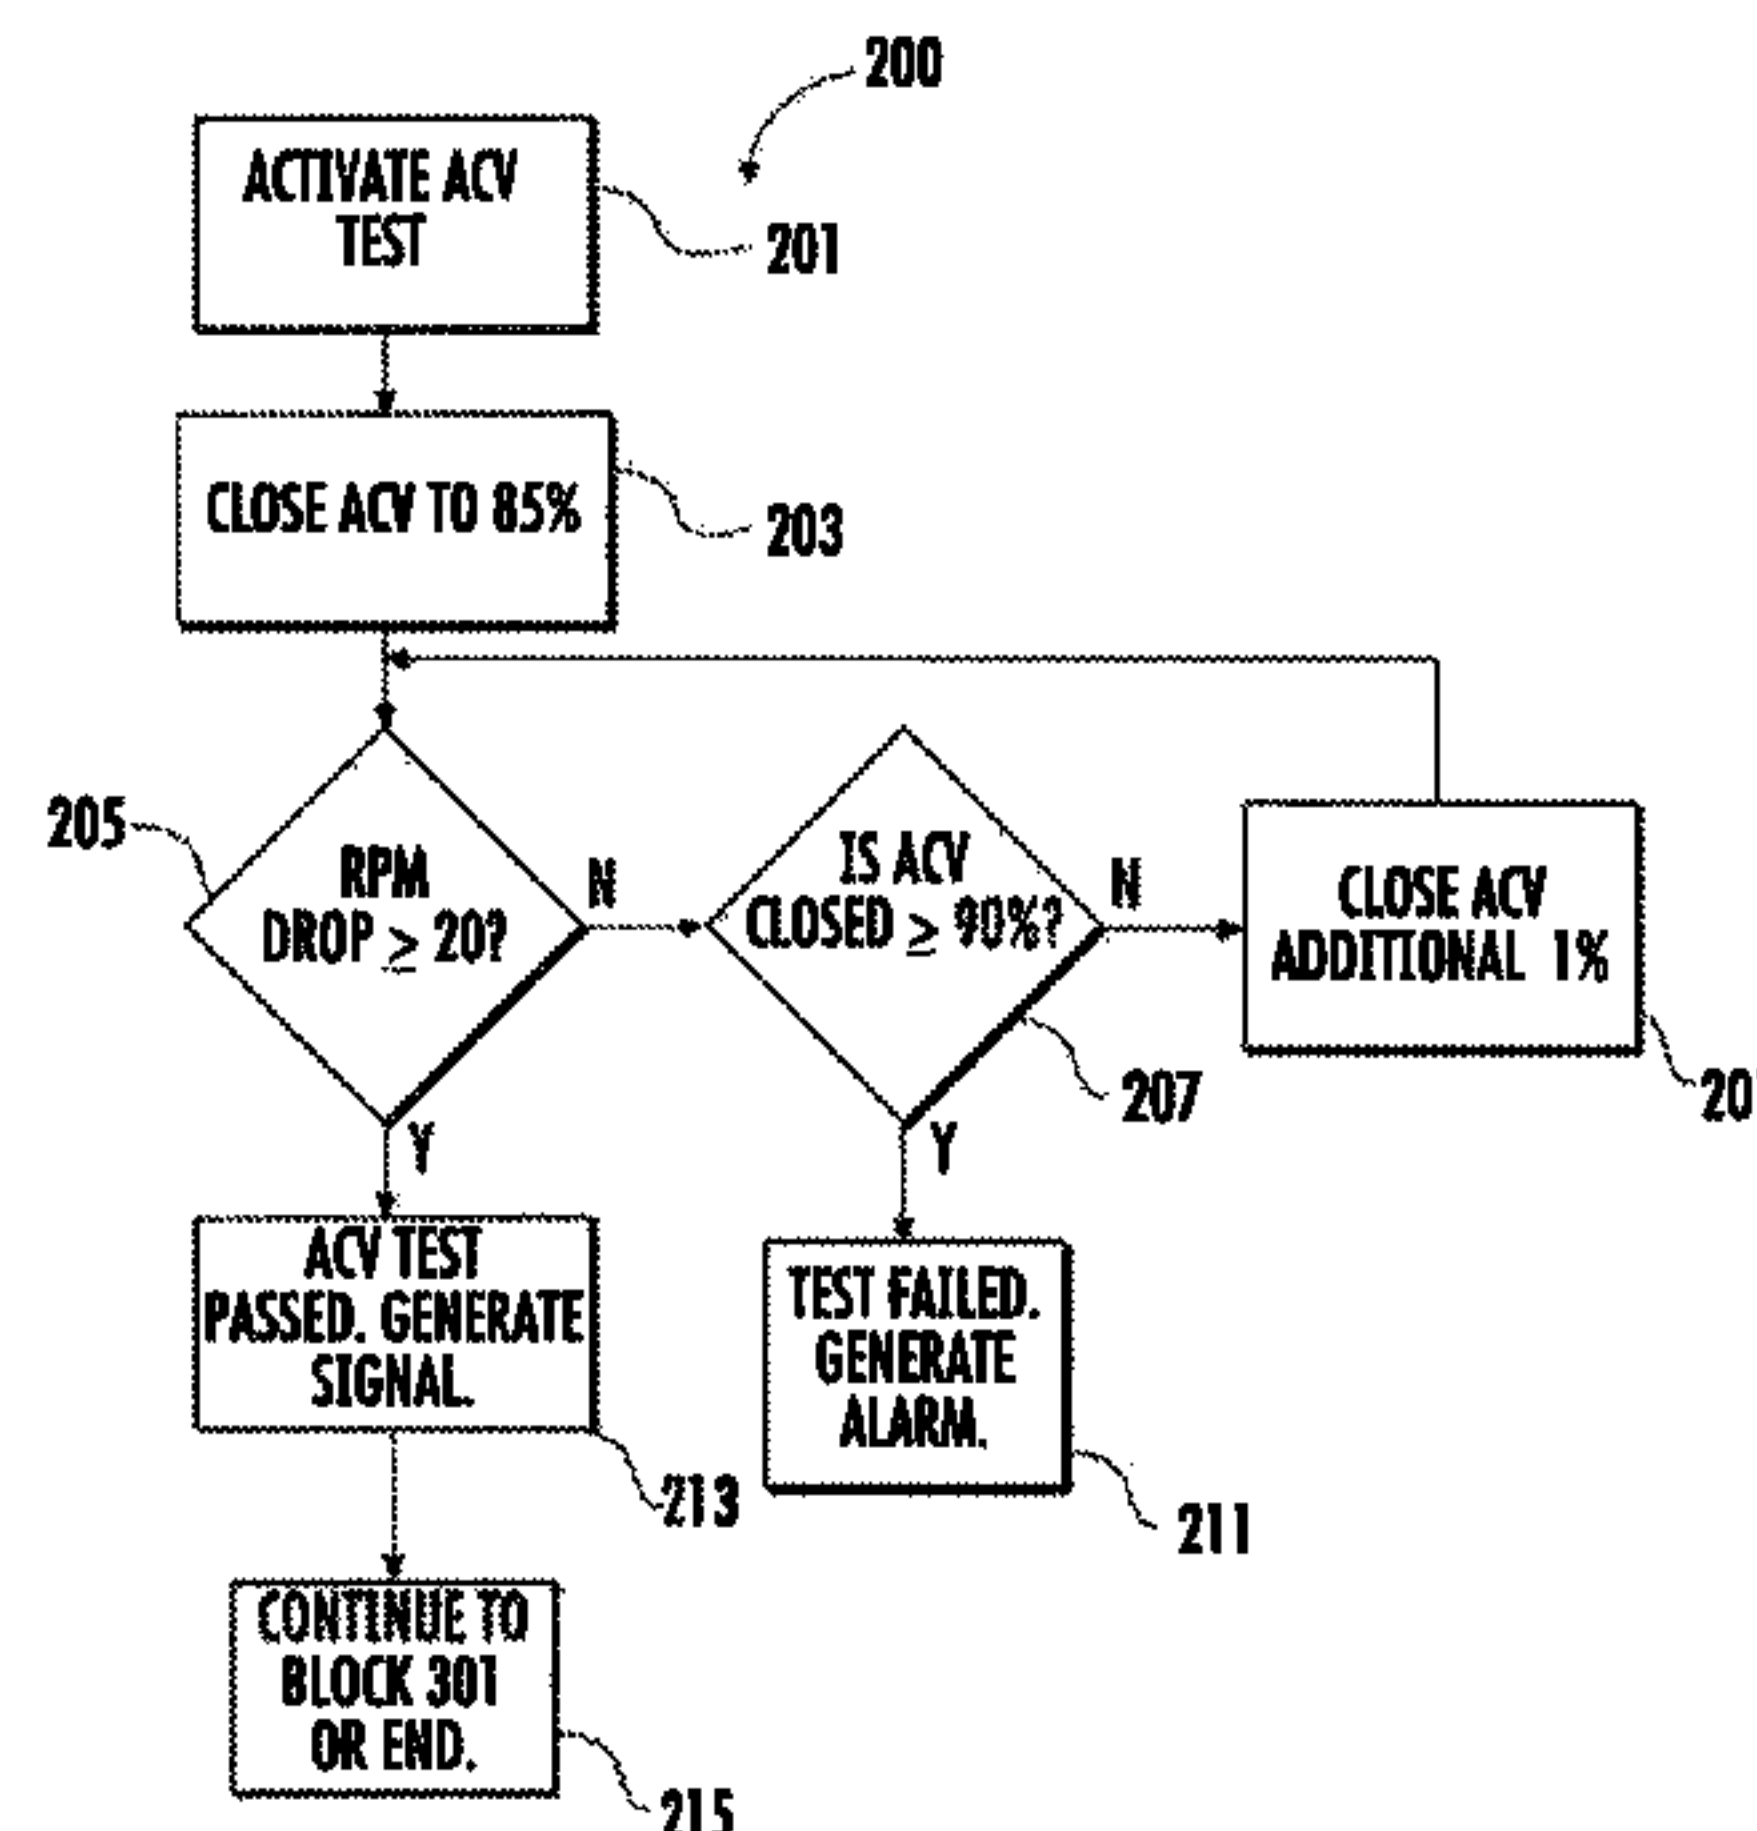 200
ACTIVATE ACV
TEST
201
CLOSE ACV TO 85%
203
205
RPM
DROP ≥ 20?
N
IS ACV
CLOSED ≥ 90%?
N
CLOSE ACV
ADDITIONAL 1%
207
Y
Y
ACV TEST
PASSED. GENERATE
SIGNAL.
TEST FAILED.
GENERATE
ALARM.
213
211
CONTINUE TO
BLOCK 301
OR END.
215